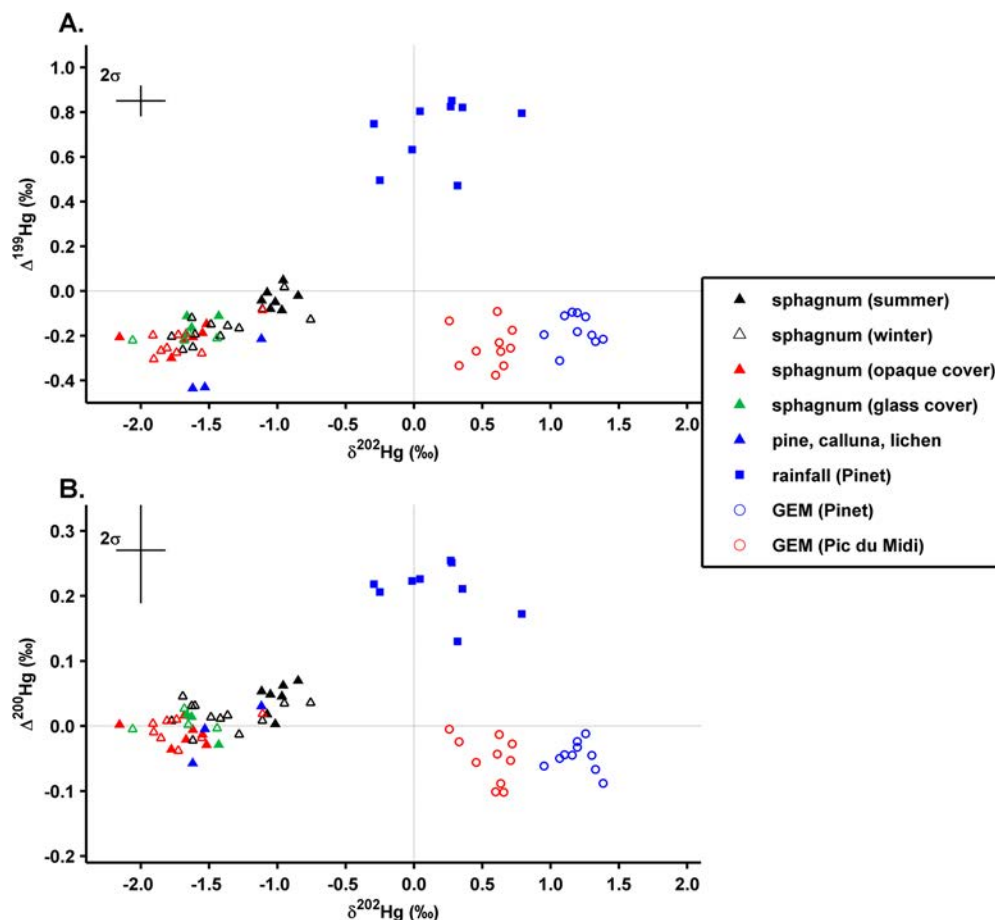 A.
2σ
Δ199Hg (‰)
1.0
0.8
0.6
0.4
0.2
0.0
-0.2
-0.4
-2.0 -1.5 -1.0 -0.5 0.0 0.5 1.0 1.5 2.0
δ202Hg (‰)
sphagnum (summer)
sphagnum (winter)
sphagnum (opaque cover)
sphagnum (glass cover)
pine, calluna, lichen
rainfall (Pinet)
GEM (Pinet)
GEM (Pic du Midi)
B.
2σ
Δ200Hg (‰)
0.3
0.2
0.1
0.0
-0.1
-0.2
-2.0 -1.5 -1.0 -0.5 0.0 0.5 1.0 1.5 2.0
δ202Hg (‰)